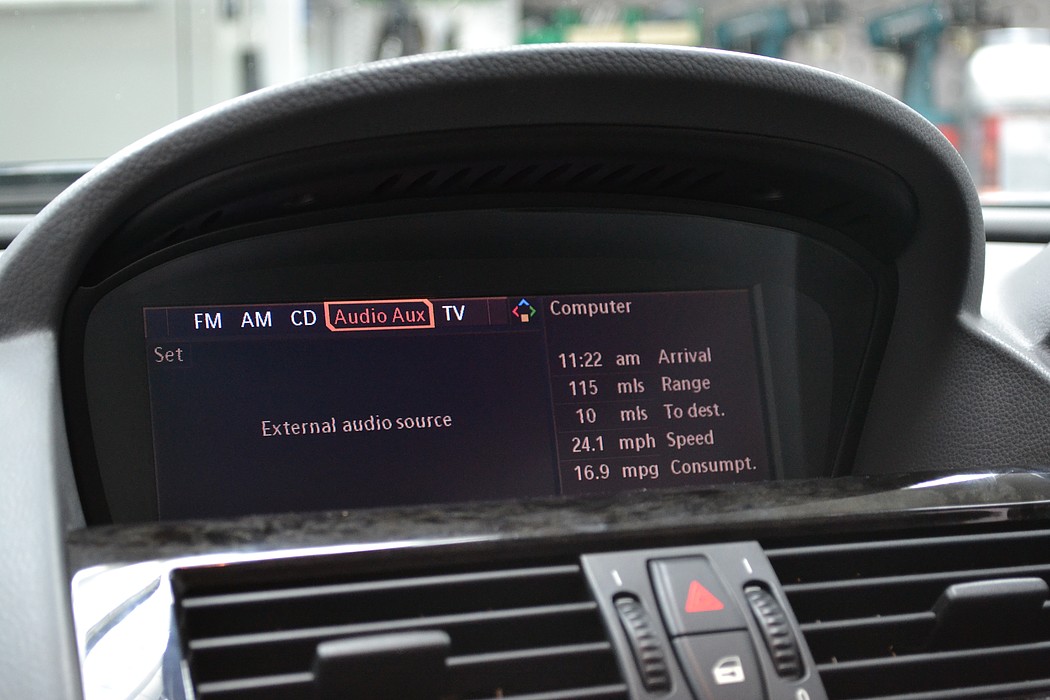 FM AM CD Audio Aux TV
Set
External audio source
Computer
11:22 am Arrival
115 mls Range
10 mls To dest.
24.1 mph Speed
16.9 mpg Consumpt.